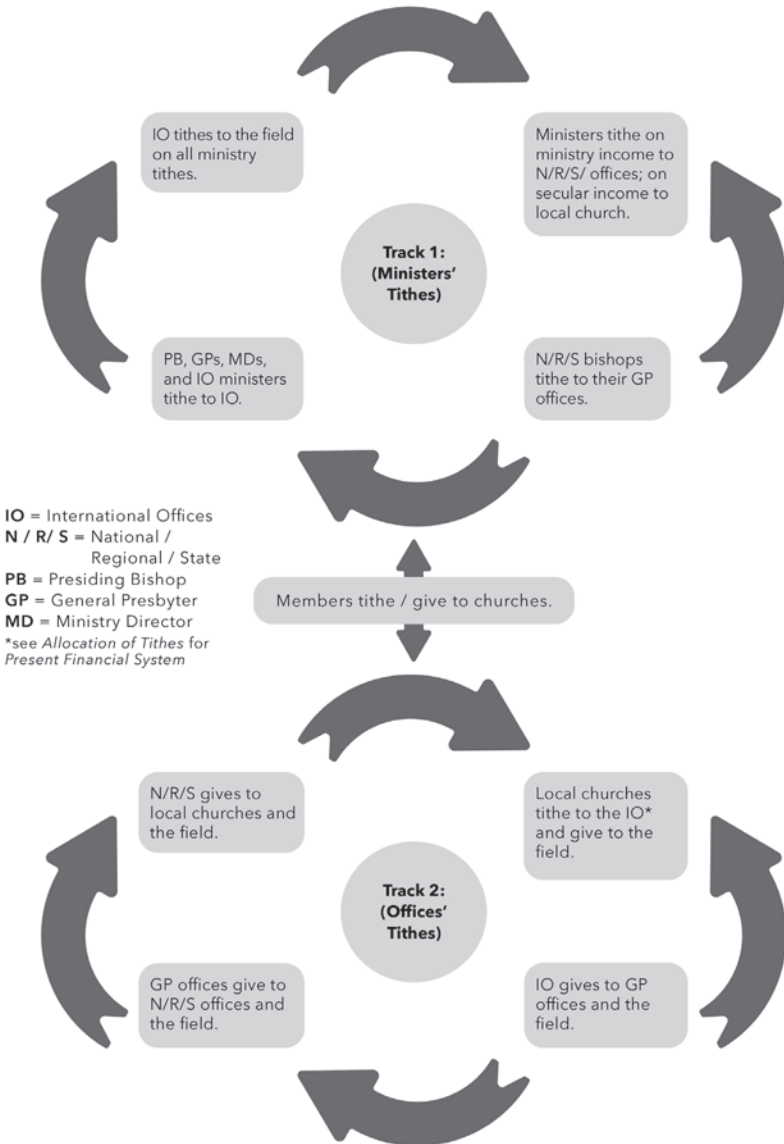 IO tithes to the field
on all ministry
tithes.
Ministers tithe on
ministry income to
N/R/S/ offices; on
secular income to
local church.
Track 1:
(Ministers'
Tithes)
PB, GPs, MDs,
and IO ministers
tithe to IO.
N/R/S bishops
tithe to their GP
offices.
IO = International Offices
N / R/ S = National /
Regional / State
PB = Presiding Bishop
GP = General Presbyter
MD = Ministry Director
*see Allocation of Tithes for
Present Financial System
Members tithe / give to churches.
N/R/S gives to
local churches and
the field.
Local churches
tithe to the IO*
and give to the
field.
Track 2:
(Offices'
Tithes)
GP offices give to
N/R/S offices and
the field.
IO gives to GP
offices and the
field.